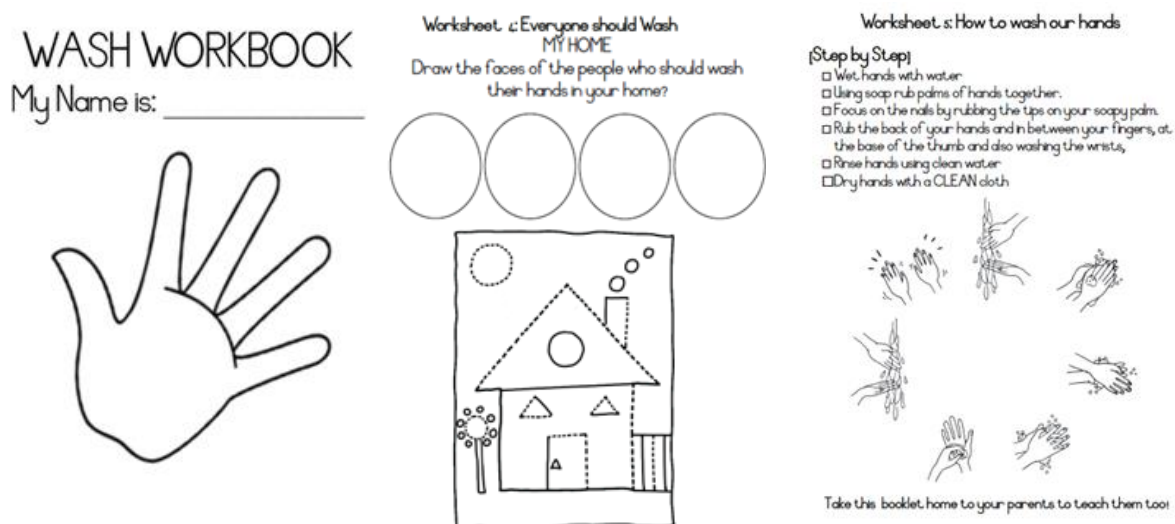 WASH WORKBOOK
My Name is:
Worksheet 4: Everyone should Wash
MY HOME
Draw the faces of the people who should wash
their hands in your home?
Worksheet 5: How to wash our hands
[Step by Step]
Wet hands with water
Using soap rub palms of hands together.
Focus on the nails by rubbing the tips on your soapy palm.
Rub the back of your hands and in between your fingers, at
the base of the thumb and also washing the wrists,
Rinse hands using clean water
Dry hands with a CLEAN cloth
Take this booklet home to your parents to teach them too!